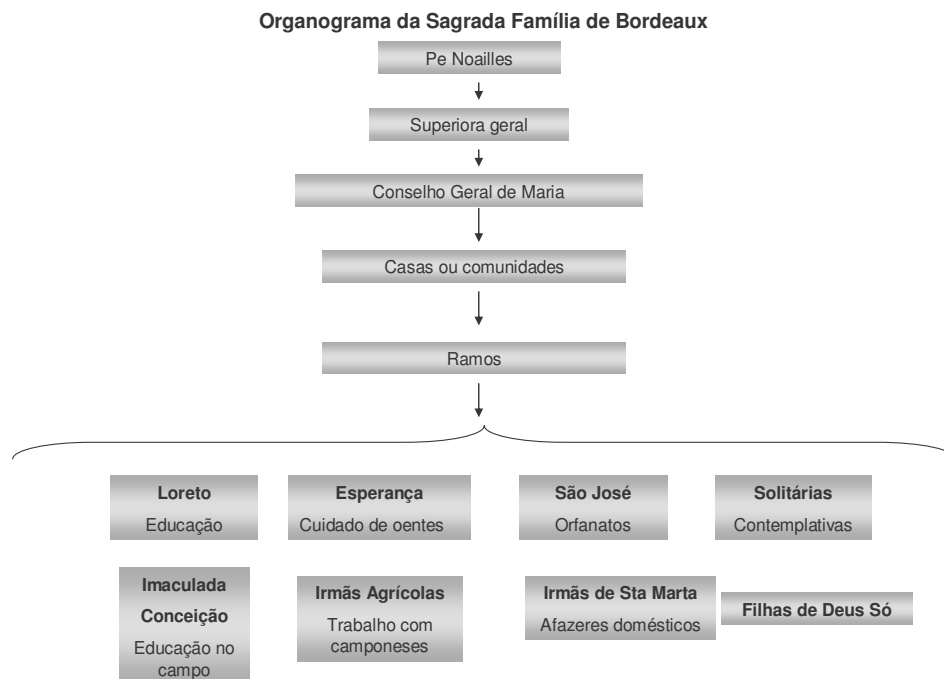 Organograma da Sagrada Família de Bordeaux
Pe Noailles
Superiora geral
Conselho Geral de Maria
Casas ou comunidades
Ramos
Loreto
Educação
Esperança
Cuidado de oentes
São José
Orfanatos
Solitárias
Contemplativas
Imaculada
Conceição
Educação no
campo
Irmãs Agrícolas
Trabalho com
camponeses
Irmãs de Sta Marta
Afazeres domésticos
Filhas de Deus Só